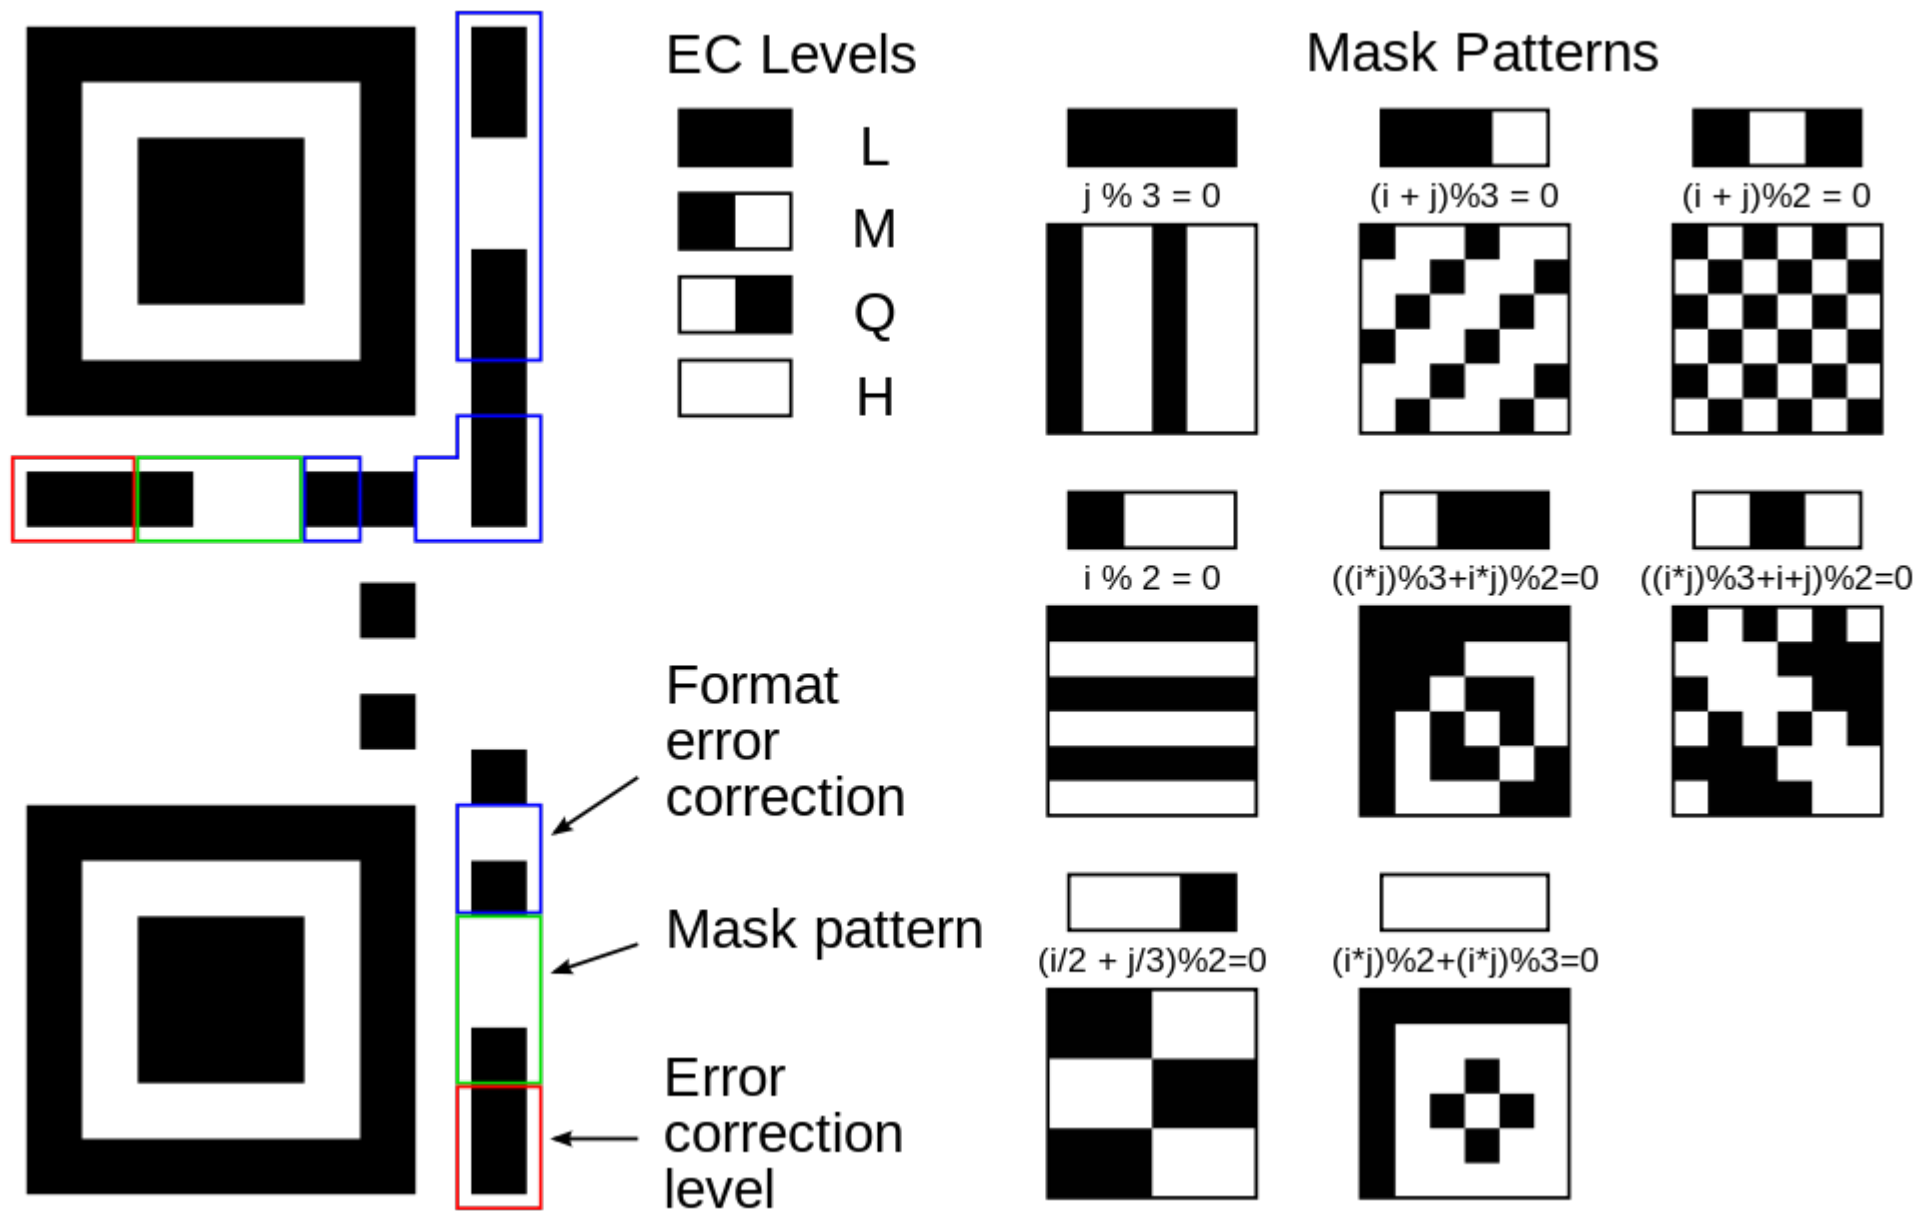 EC Levels
L
M
Q
H
Format
error
correction
Mask pattern
Error
correction
level
Mask Patterns
j % 3 = 0
(i + j)%3 = 0
(i + j)%2 = 0
i % 2 = 0
((i*j)%3+i*j)%2=0
((i*j)%3+i+j)%2=0
(i/2 + j/3)%2=0
(i*j)%2+(i*j)%3=0